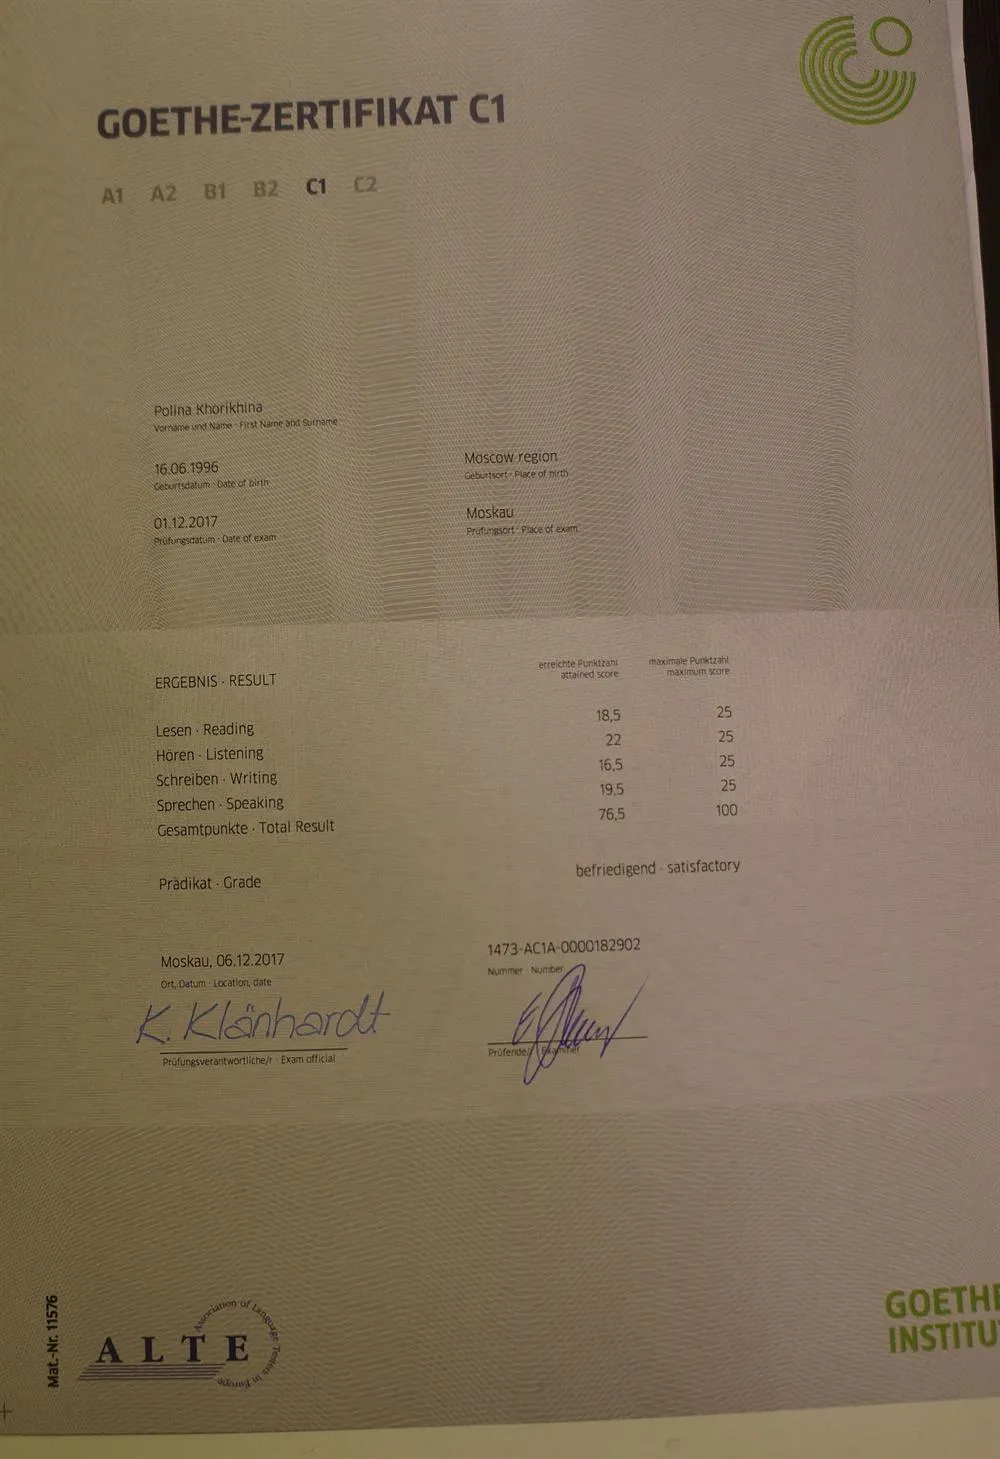 GOETHE-ZERTIFIKAT C1
A1 A2 B1 B2 C1 C2
Polina Khorikhina
Vorname und Name · First Name and Surname
16.06.1996
Geburtsdatum · Date of birth
Moscow region
Geburtsort · Place of birth
01.12.2017
Prüfungsdatum · Date of exam
Moskau
Prüfungsort · Place of exam
ERGEBNIS · RESULT
erreichte Punktzahl
attained score
maximale Punktzahl
maximum score
Lesen · Reading 18,5 25
Hören · Listening 22 25
Schreiben · Writing 16,5 25
Sprechen · Speaking 19,5 25
Gesamtpunkte · Total Result 76,5 100
Prädikat · Grade befriedigend · satisfactory
Moskau, 06.12.2017
Ort, Datum · Location, date
1473-AC1A-0000182902
Nummer · Number
K. Klänhardt
Prüfungsverantwortliche/r · Exam official
Prüfende/r · Examiner
Mat.-Nr. 11576
ALTE
Association of Language Testers in Europe
GOETHE
INSTITU